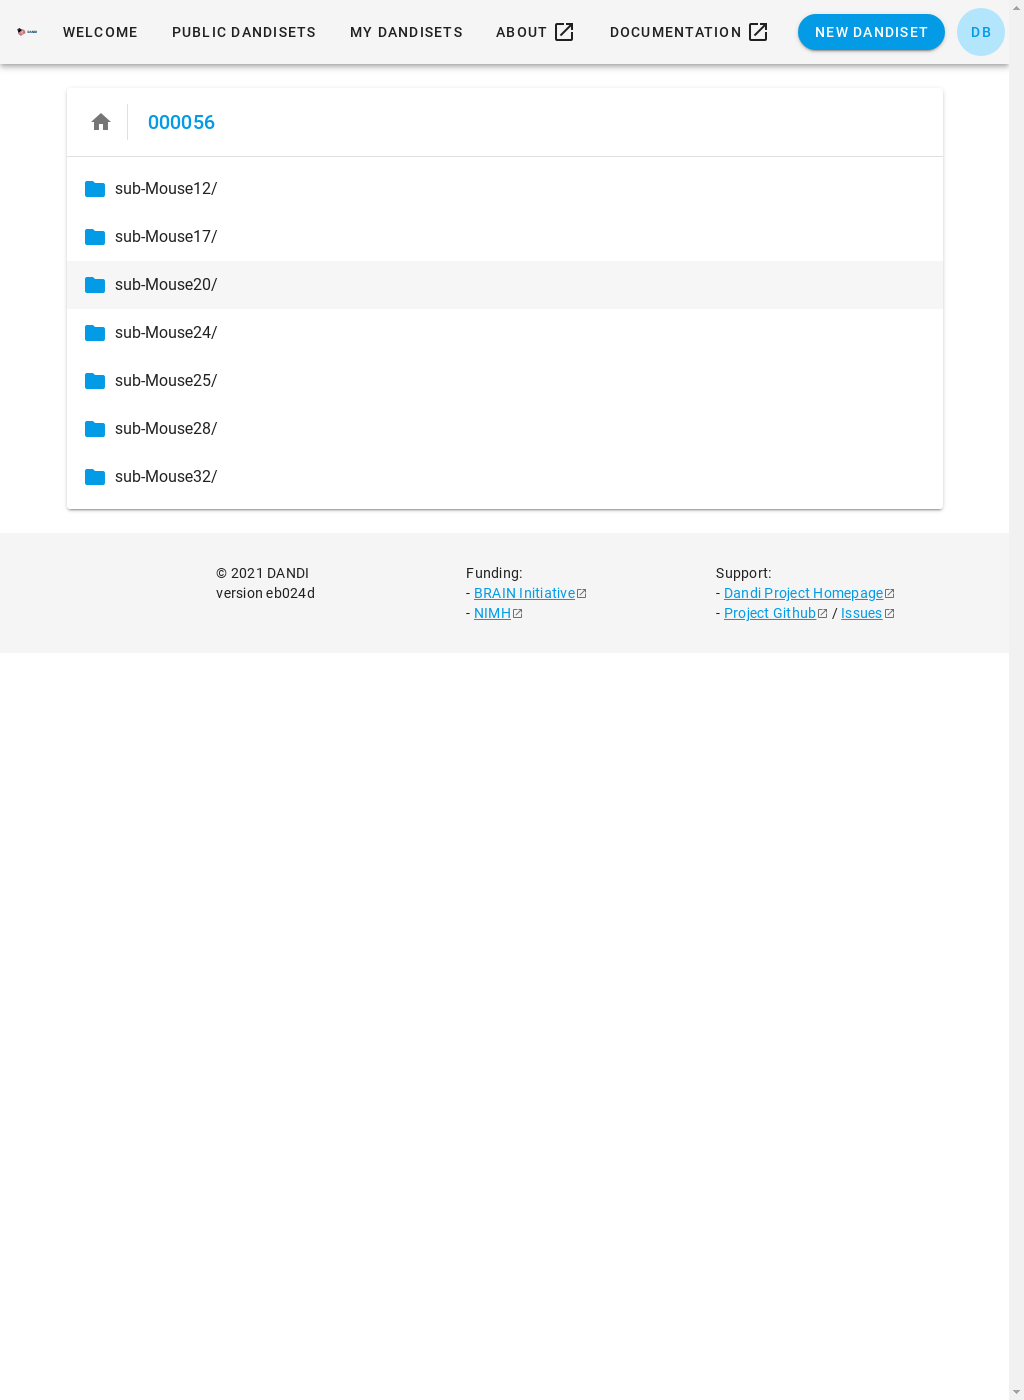 WELCOME PUBLIC DANDISETS MY DANDISETS ABOUT DOCUMENTATION NEW DANDISET DB
000056
sub-Mouse12/
sub-Mouse17/
sub-Mouse20/
sub-Mouse24/
sub-Mouse25/
sub-Mouse28/
sub-Mouse32/
© 2021 DANDI
version eb024d
Funding:
- BRAIN Initiative
- NIMH
Support:
- Dandi Project Homepage
- Project Github / Issues